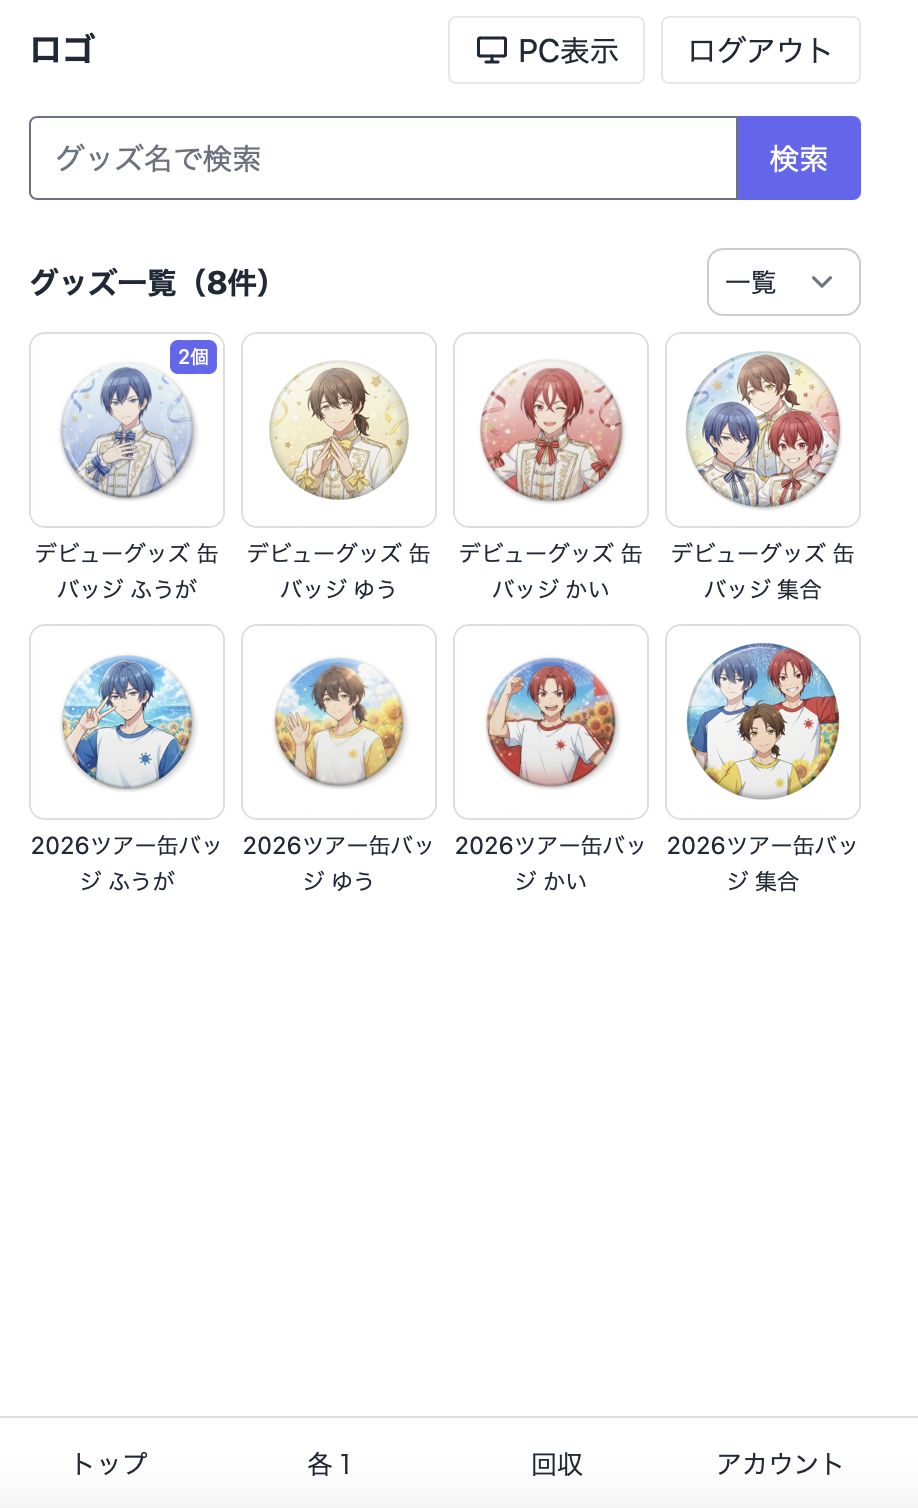 ロゴ
PC表示
ログアウト
グッズ名で検索
検索
グッズ一覧（8件）
一覧
2個
デビューグッズ 缶
バッジ ふうが
デビューグッズ 缶
バッジ ゆう
デビューグッズ 缶
バッジ かい
デビューグッズ 缶
バッジ 集合
2026ツアー缶バッ
ジ ふうが
2026ツアー缶バッ
ジ ゆう
2026ツアー缶バッ
ジ かい
2026ツアー缶バッ
ジ 集合
トップ
各1
回収
アカウント